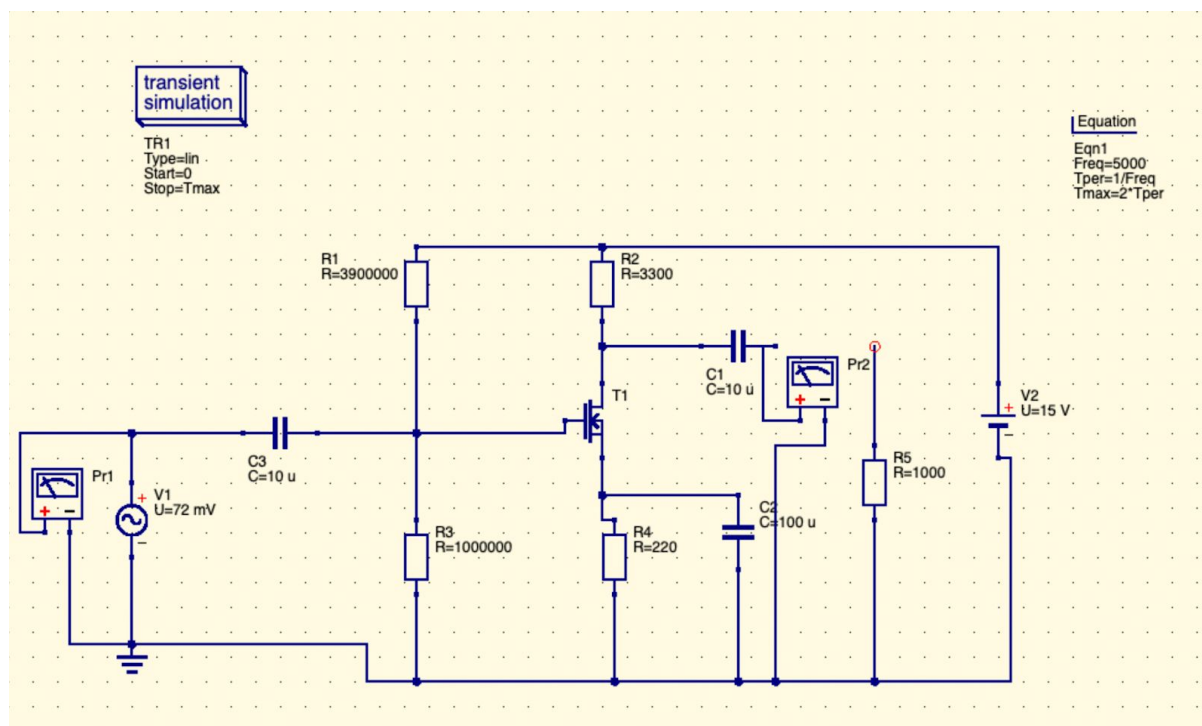 transient
simulation
TR1
Type=lin
Start=0
Stop=Tmax
Equation
Eqn1
Freq=5000
Tper=1/Freq
Tmax=2*Tper
R1
R=3900000
R2
R=3300
C1
C=10 u
Pr2
+ −
T1
V2
+
U=15 V
−
C3
C=10 u
Pr1
+ −
V1
+
U=72 mV
−
R3
R=1000000
R4
R=220
C2
C=100 u
R5
R=1000